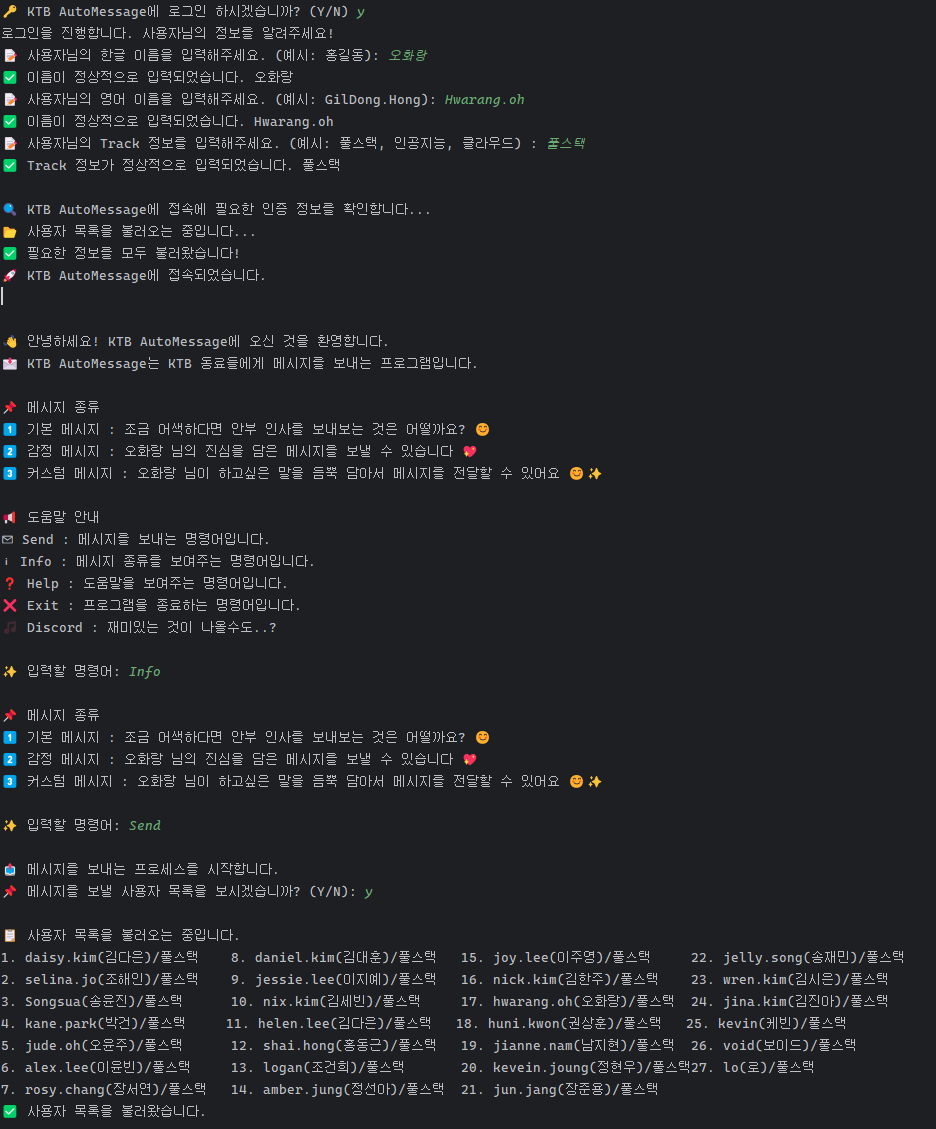 🔑 KTB AutoMessage에 로그인 하시겠습니까? (Y/N) y
로그인을 진행합니다. 사용자님의 정보를 알려주세요!
📝 사용자님의 한글 이름을 입력해주세요. (예시: 홍길동): 오화랑
✅ 이름이 정상적으로 입력되었습니다. 오화랑
📝 사용자님의 영어 이름을 입력해주세요. (예시: GilDong.Hong): Hwarang.oh
✅ 이름이 정상적으로 입력되었습니다. Hwarang.oh
📝 사용자님의 Track 정보를 입력해주세요. (예시: 풀스택, 인공지능, 클라우드) : 풀스택
✅ Track 정보가 정상적으로 입력되었습니다. 풀스택
🔍 KTB AutoMessage에 접속에 필요한 인증 정보를 확인합니다...
📂 사용자 목록을 불러오는 중입니다...
✅ 필요한 정보를 모두 불러왔습니다!
🚀 KTB AutoMessage에 접속되었습니다.
👋 안녕하세요! KTB AutoMessage에 오신 것을 환영합니다.
📩 KTB AutoMessage는 KTB 동료들에게 메시지를 보내는 프로그램입니다.
📌 메시지 종류
1️⃣ 기본 메시지 : 조금 어색하다면 안부 인사를 보내보는 것은 어떨까요? 😊
2️⃣ 감정 메시지 : 오화랑 님의 진심을 담은 메시지를 보낼 수 있습니다 💖
3️⃣ 커스텀 메시지 : 오화랑 님이 하고싶은 말을 듬뿍 담아서 메시지를 전달할 수 있어요 😊✨
📢 도움말 안내
✉ Send : 메시지를 보내는 명령어입니다.
ℹ Info : 메시지 종류를 보여주는 명령어입니다.
❓ Help : 도움말을 보여주는 명령어입니다.
❌ Exit : 프로그램을 종료하는 명령어입니다.
🎵 Discord : 재미있는 것이 나올수도..?
✨ 입력할 명령어: Info
📌 메시지 종류
1️⃣ 기본 메시지 : 조금 어색하다면 안부 인사를 보내보는 것은 어떨까요? 😊
2️⃣ 감정 메시지 : 오화랑 님의 진심을 담은 메시지를 보낼 수 있습니다 💖
3️⃣ 커스텀 메시지 : 오화랑 님이 하고싶은 말을 듬뿍 담아서 메시지를 전달할 수 있어요 😊✨
✨ 입력할 명령어: Send
📤 메시지를 보내는 프로세스를 시작합니다.
📌 메시지를 보낼 사용자 목록을 보시겠습니까? (Y/N): y
📋 사용자 목록을 불러오는 중입니다.
1. daisy.kim(김다은)/풀스택 8. daniel.kim(김대훈)/풀스택 15. joy.lee(이주영)/풀스택 22. jelly.song(송재민)/풀스택
2. selina.jo(조해인)/풀스택 9. jessie.lee(이지예)/풀스택 16. nick.kim(김한주)/풀스택 23. wren.kim(김시은)/풀스택
3. Songsua(송윤진)/풀스택 10. nix.kim(김세빈)/풀스택 17. hwarang.oh(오화랑)/풀스택 24. jina.kim(김진아)/풀스택
4. kane.park(박건)/풀스택 11. helen.lee(김다은)/풀스택 18. huni.kwon(권상훈)/풀스택 25. kevin(케빈)/풀스택
5. jude.oh(오윤주)/풀스택 12. shai.hong(홍동근)/풀스택 19. jianne.nam(남지현)/풀스택 26. void(보이드)/풀스택
6. alex.lee(이윤빈)/풀스택 13. logan(조건희)/풀스택 20. kevein.joung(정현우)/풀스택27. lo(로)/풀스택
7. rosy.chang(장서연)/풀스택 14. amber.jung(정선아)/풀스택 21. jun.jang(장준용)/풀스택
✅ 사용자 목록을 불러왔습니다.